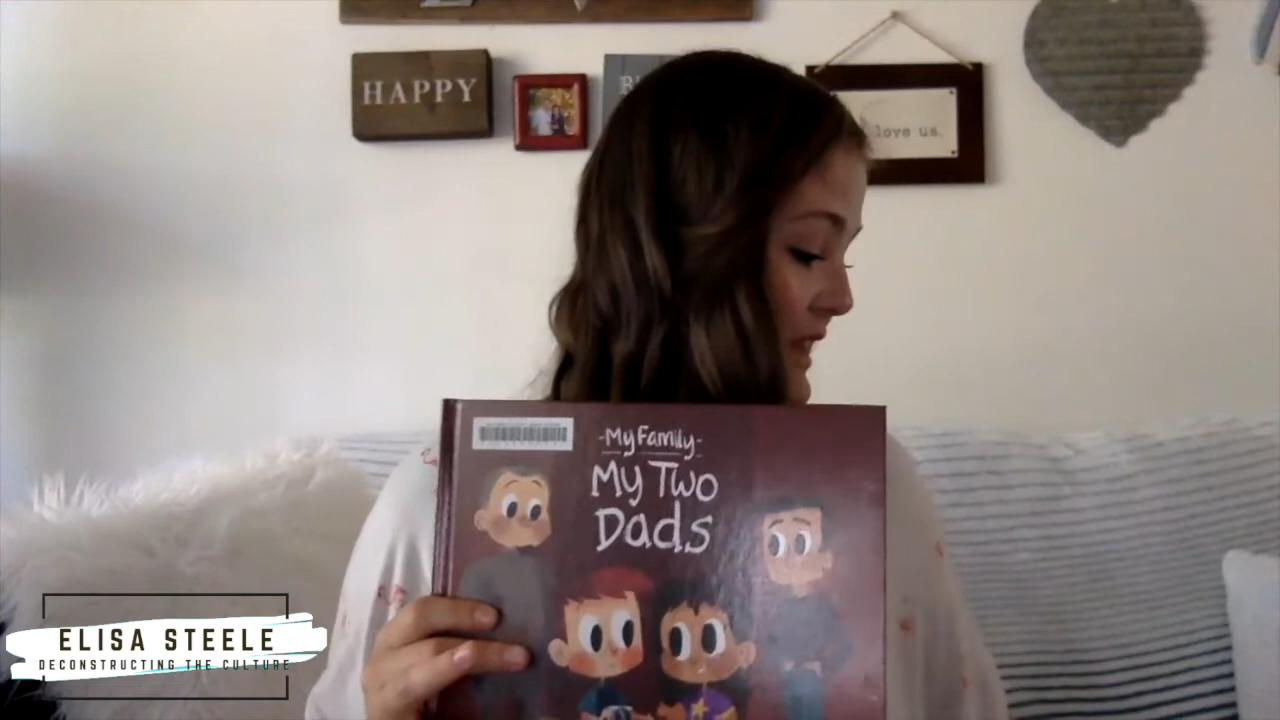 HAPPY
love us.
-My Family-
My Two
Dads
ELISA STEELE
DECONSTRUCTING THE CULTURE